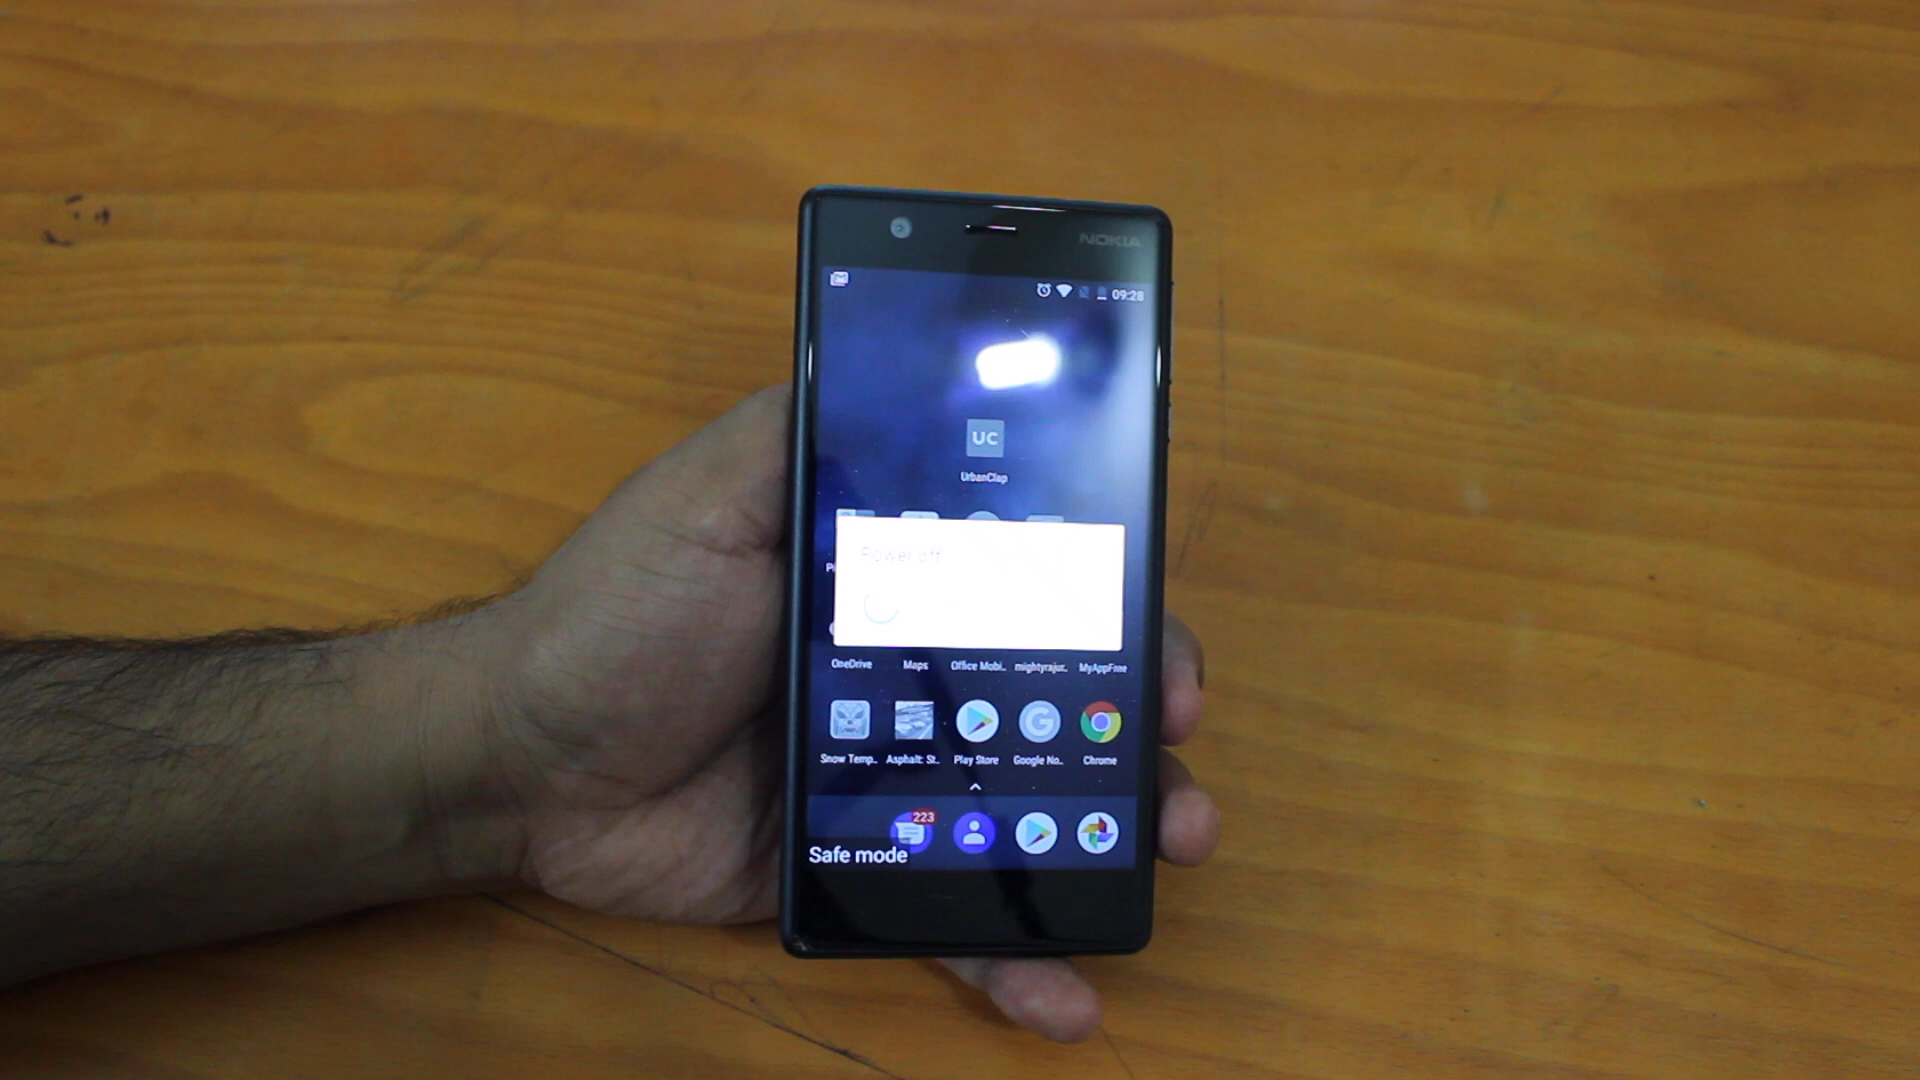 NOKIA
09:28
UC
UrbanClap
Power off
OneDrive Maps Office Mobi.. mightyrajur.. MyAppFree
Snow Temp.. Asphalt: St.. Play Store Google No.. Chrome
223
Safe mode